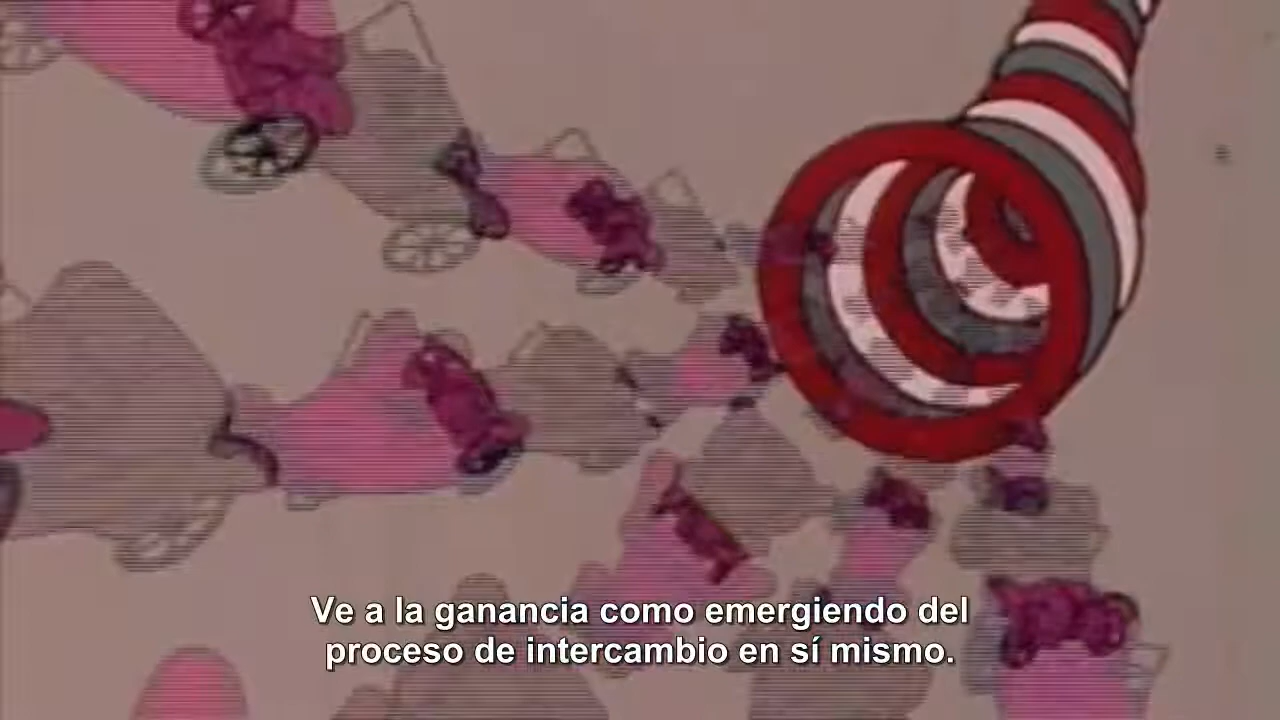 Ve a la ganancia como emergiendo del
proceso de intercambio en sí mismo.